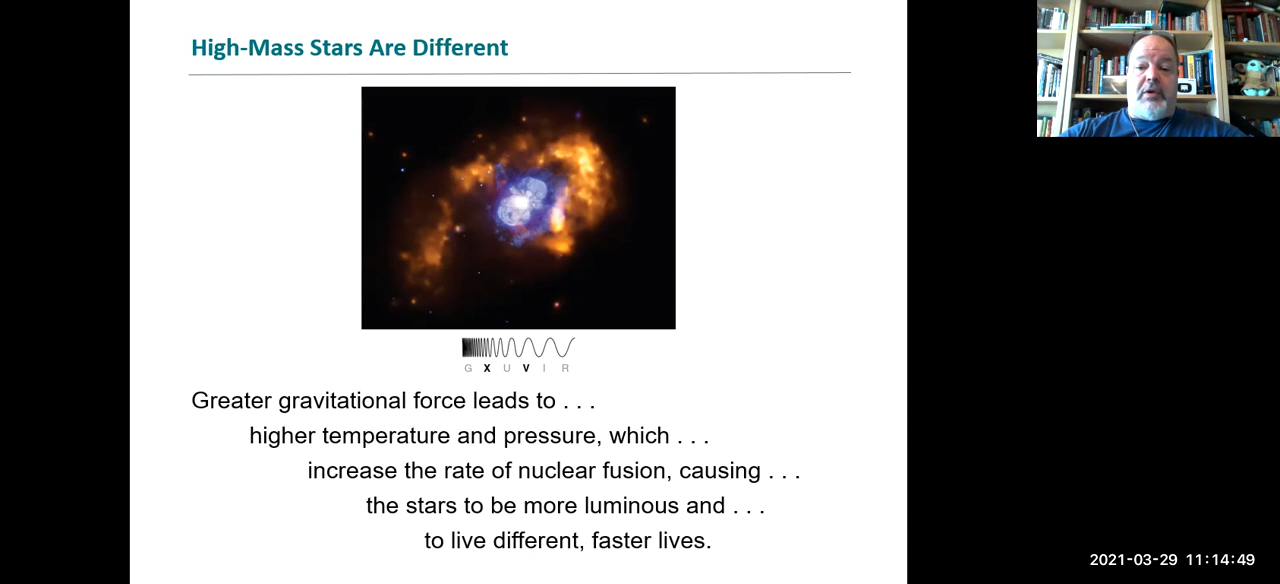 High-Mass Stars Are Different
G X U V I R
Greater gravitational force leads to . . .
higher temperature and pressure, which . . .
increase the rate of nuclear fusion, causing . . .
the stars to be more luminous and . . .
to live different, faster lives.
2021-03-29 11:14:49